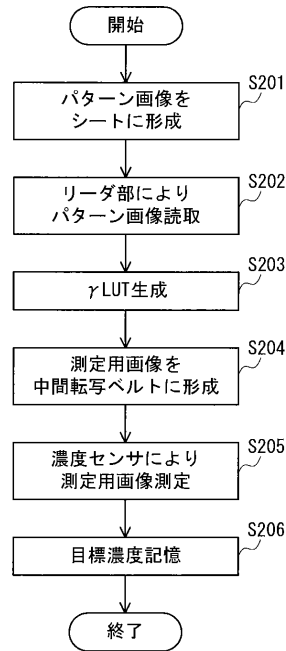 開始
S201
パターン画像を
シートに形成
S202
リーダ部により
パターン画像読取
S203
γLUT生成
S204
測定用画像を
中間転写ベルトに形成
S205
濃度センサにより
測定用画像測定
S206
目標濃度記憶
終了